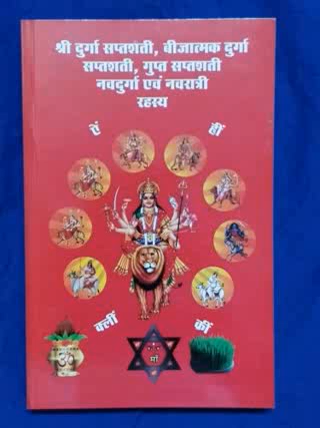 श्री दुर्गा सप्तशती, बीजात्मक दुर्गा
सप्तशती, गुप्त सप्तशती
नवदुर्गा एवं नवरात्री
रहस्य
ऐं
ह्रीं
क्लीं
क्रीं
ॐ
माँ